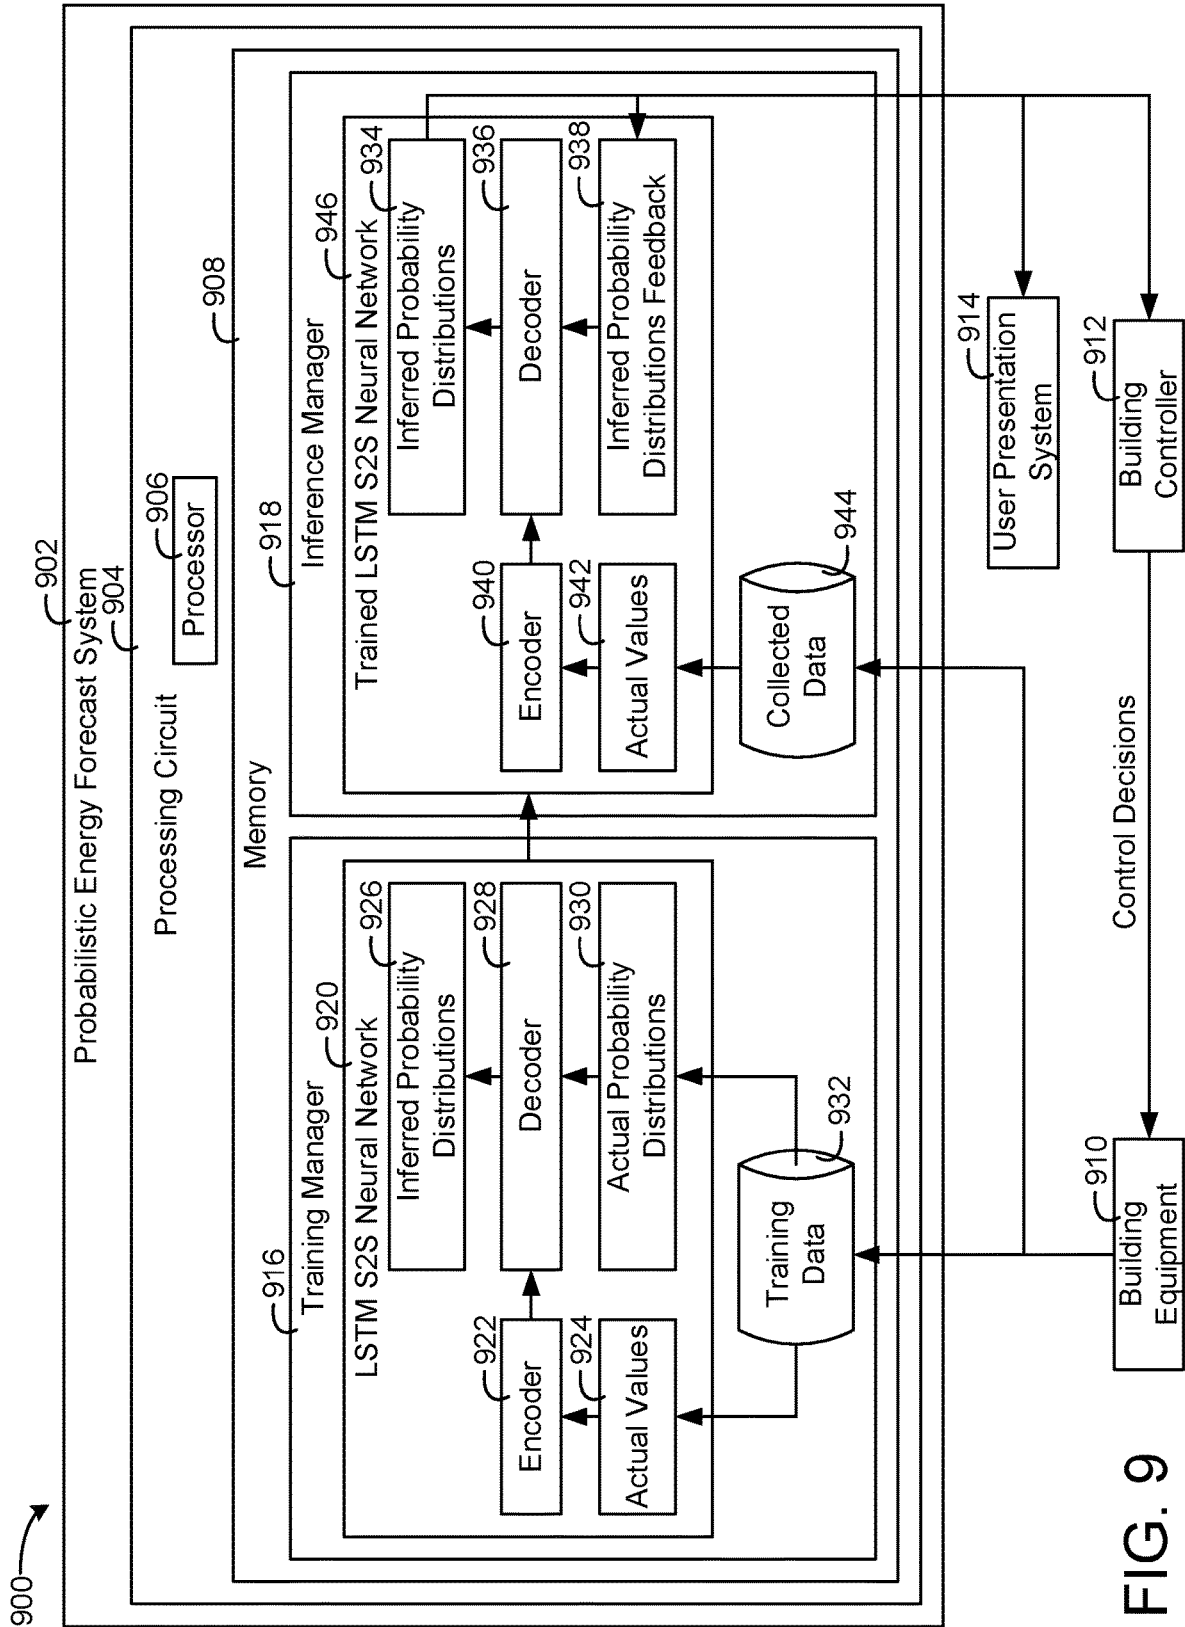 900
902
Probabilistic Energy Forecast System
904
Processing Circuit
906
Processor
908
Memory
916
Training Manager
920
LSTM S2S Neural Network
926
Inferred Probability
Distributions
922
Encoder
928
Decoder
924
Actual Values
930
Actual Probability
Distributions
932
Training
Data
918
Inference Manager
946
Trained LSTM S2S Neural Network
934
Inferred Probability
Distributions
940
Encoder
936
Decoder
942
Actual Values
938
Inferred Probability
Distributions Feedback
944
Collected
Data
914
User Presentation
System
910
Building
Equipment
Control Decisions
912
Building
Controller
FIG. 9